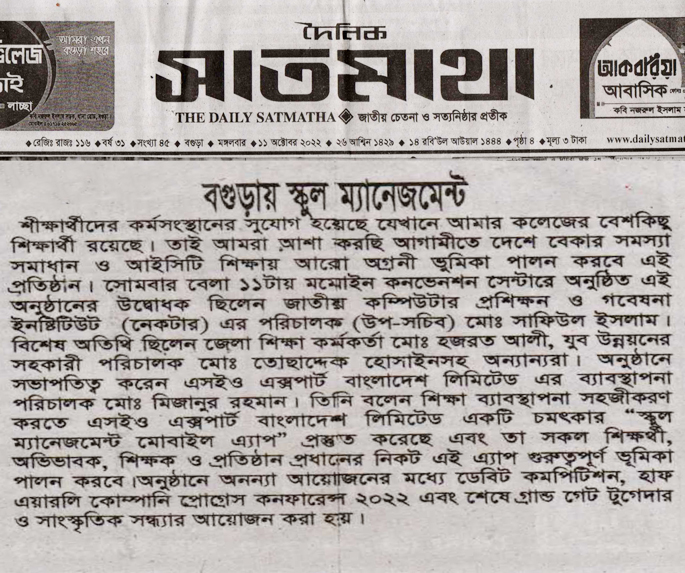 ভিলেজ
আমরা এখন
বগুড়া শহরে
াই
লাচ্ছা
দৈনিক
সাতমাথা
THE DAILY SATMATHA ◈ জাতীয় চেতনা ও সত্যনিষ্ঠার প্রতীক
আকবরিয়া
আবাসিক
কবি নজরুল ইসলাম স
◆রেজিঃ রাজঃ ১১৬ ◆বর্ষ ৩১ ◆সংখ্যা ৪৫ ◆ বগুড়া ◆ মঙ্গলবার ◆১১ অক্টোবর ২০২২ ◆ ২৬ আশ্বিন ১৪২৯ ◆ ১৪ রবিউল আউয়াল ১৪৪৪ ◆পৃষ্ঠা ৪ ◆মূল্য ৩ টাকা www.dailysatmat
বগুড়ায় স্কুল ম্যানেজমেন্ট
শীক্ষার্থীদের কর্মসংস্থানের সুযোগ হয়েছে যেখানে আমার কলেজের বেশকিছু
শিক্ষার্থী রয়েছে। তাই আমরা আশা করছি আগামীতে দেশে বেকার সমস্যা
সমাধান ও আইসিটি শিক্ষায় আরো অগ্রনী ভূমিকা পালন করবে এই
প্রতিষ্ঠান। সোমবার বেলা ১১টায় মমোইন কনভেনশন সেন্টারে অনুষ্ঠিত এই
অনুষ্ঠানের উদ্বোধক ছিলেন জাতীয় কম্পিউটার প্রশিক্ষন ও গবেষনা
ইনষ্টিটিউট (নেকটার) এর পরিচালক (উপ-সচিব) মোঃ সাফিউল ইসলাম।
বিশেষ অতিথি ছিলেন জেলা শিক্ষা কর্মকর্তা মোঃ হজরত আলী, যুব উন্নয়নের
সহকারী পরিচালক মোঃ তোছাদ্দেক হোসাইনসহ অন্যান্যরা। অনুষ্ঠানে
সভাপতিত্ব করেন এসইও এক্সপার্ট বাংলাদেশ লিমিটেড এর ব্যাবস্থাপনা
পরিচালক মোঃ মিজানুর রহমান। তিনি বলেন শিক্ষা ব্যাবস্থাপনা সহজীকরণ
করতে এসইও এক্সপার্ট বাংলাদেশ লিমিটেড একটি চমৎকার “স্কুল
ম্যানেজমেন্ট মোবাইল এ্যাপ” প্রস্তুত করেছে এবং তা সকল শিক্ষর্থী,
অভিভাবক, শিক্ষক ও প্রতিষ্ঠান প্রধানের নিকট এই এ্যাপ গুরুত্বপূর্ণ ভূমিকা
পালন করবে।অনুষ্ঠানে অনন্যা আয়োজনের মধ্যে ডেবিট কমপিটিশন, হাফ
এয়ারলি কোম্পানি প্রোগ্রেস কনফারেন্স ২০২২ এবং শেষে গ্রান্ড গেট টুগেদার
ও সাংস্কৃতিক সন্ধ্যার আয়োজন করা হয়।